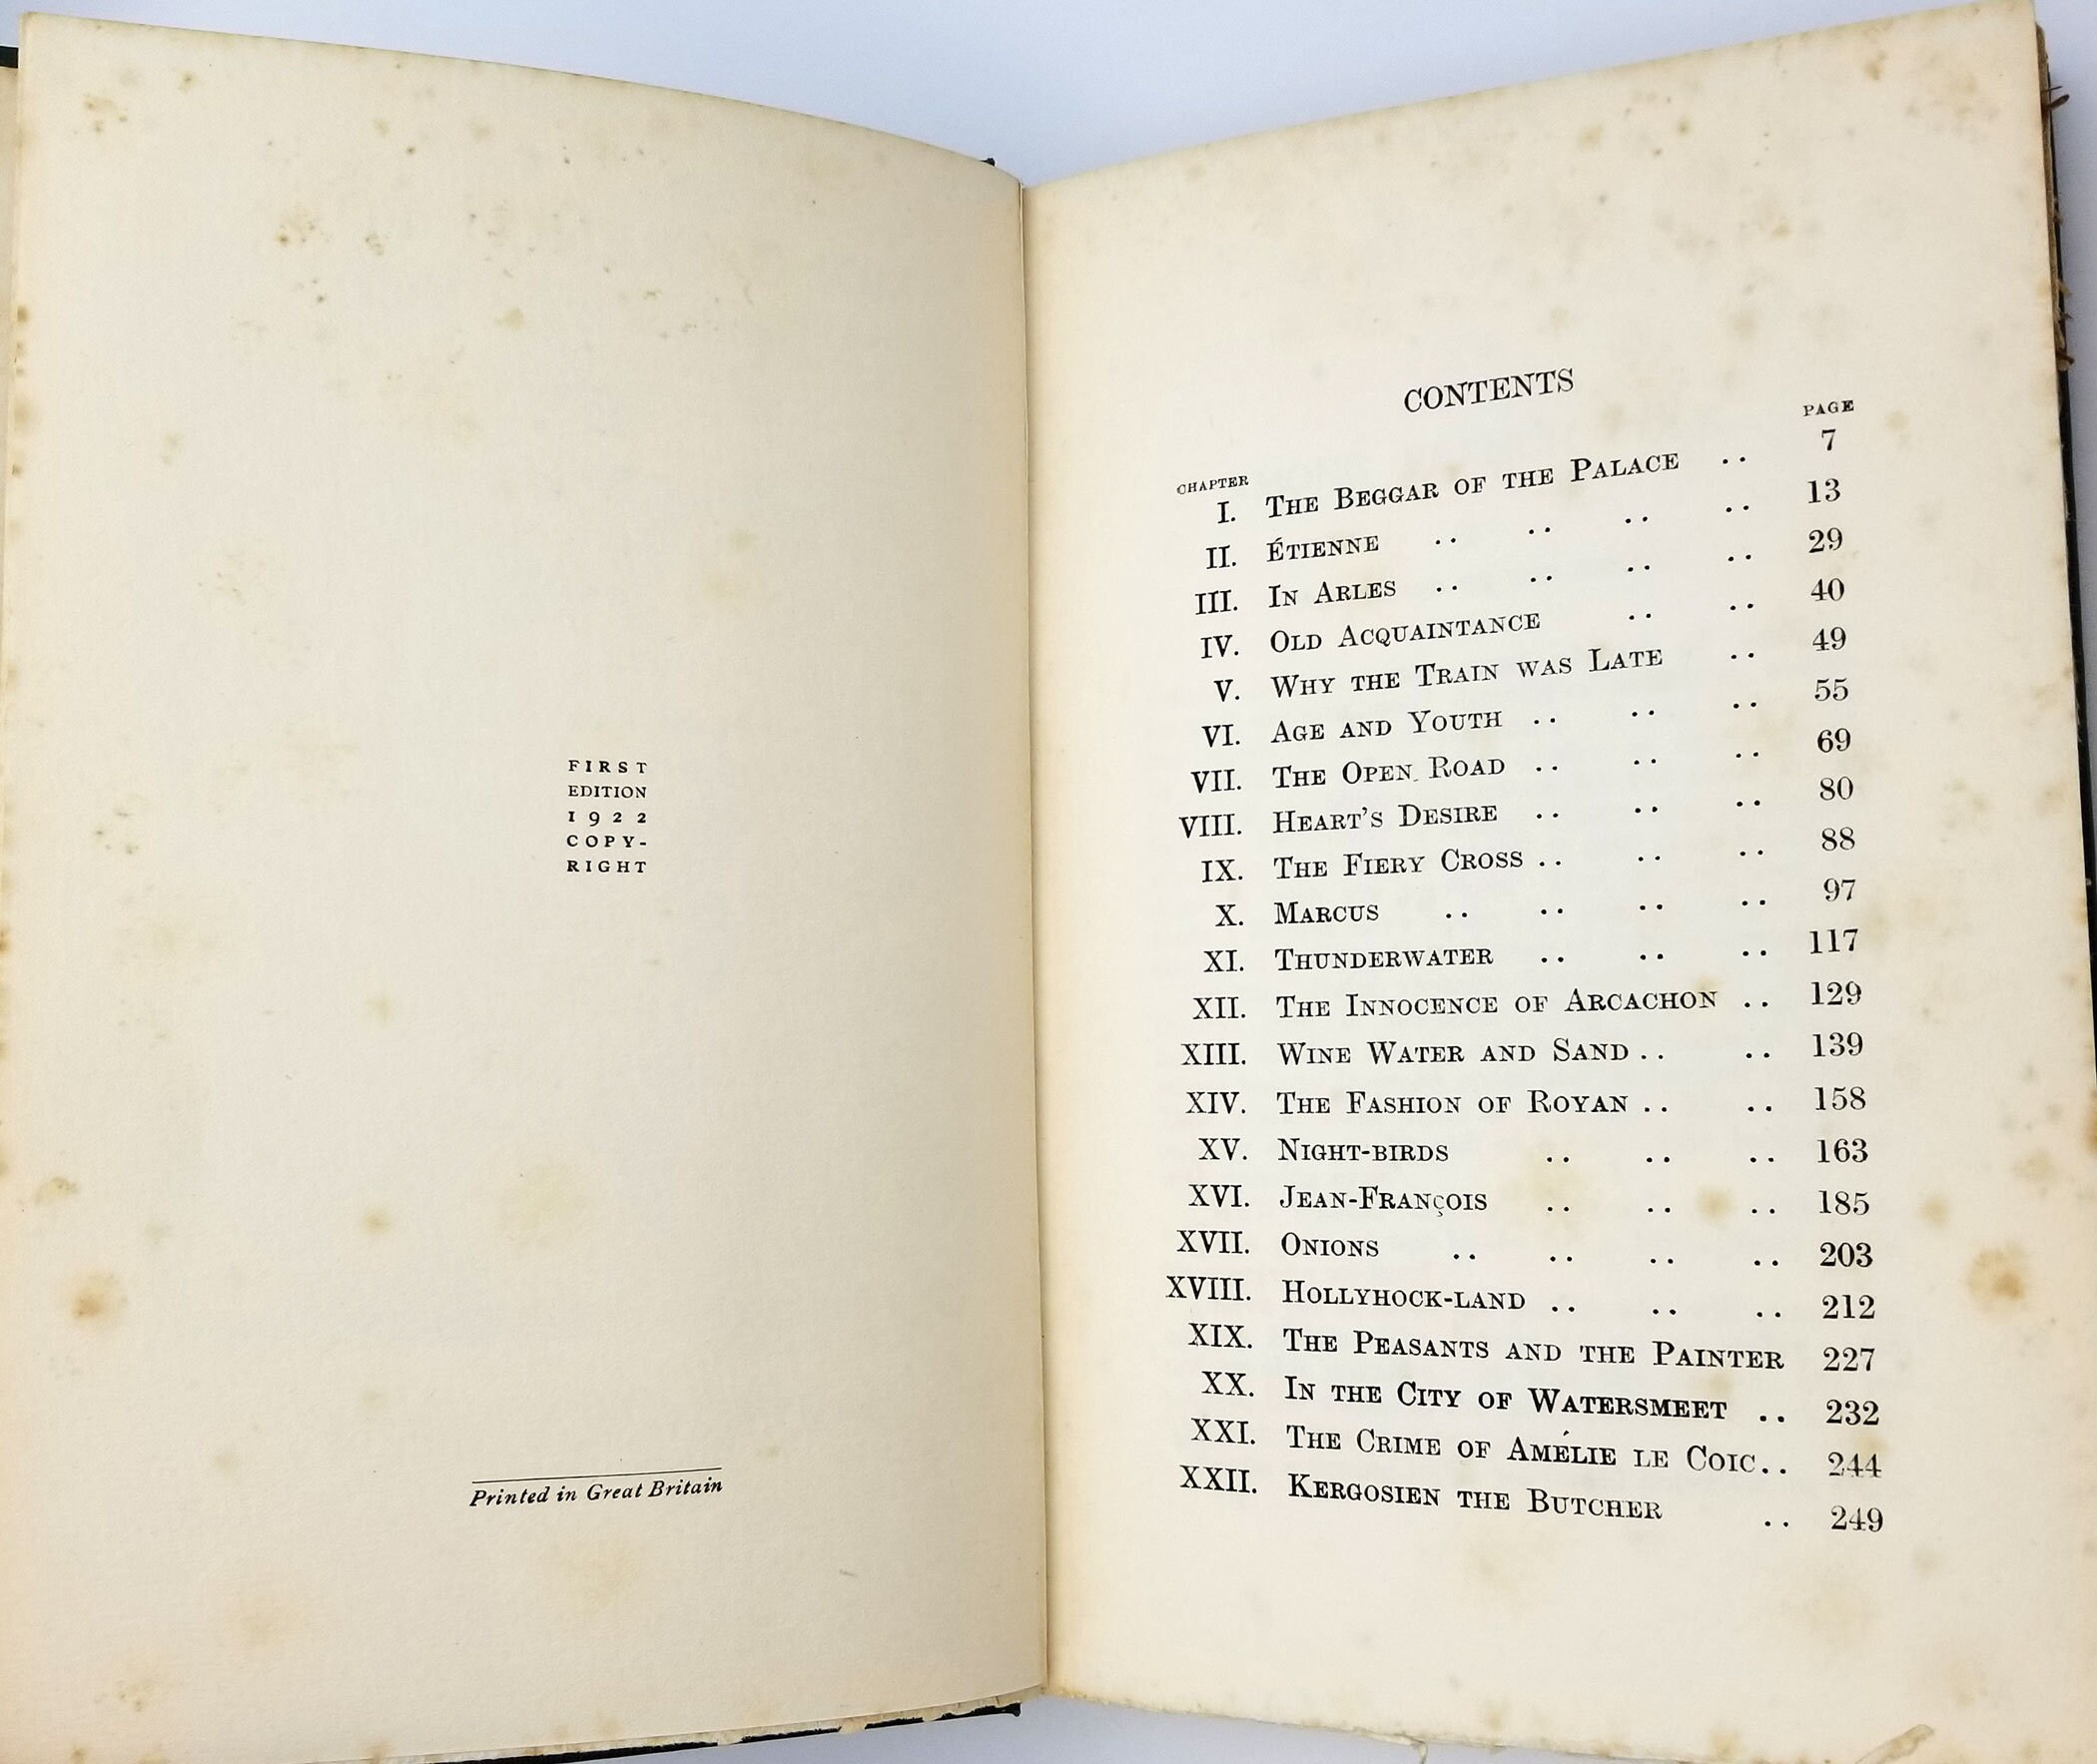 FIRST
EDITION
1922
COPY-
RIGHT
Printed in Great Britain
CONTENTS
CHAPTER PAGE
I. THE BEGGAR OF THE PALACE .. 7
II. ÉTIENNE .. .. .. .. 13
III. IN ARLES .. .. .. .. 29
IV. OLD ACQUAINTANCE .. .. 40
V. WHY THE TRAIN WAS LATE .. 49
VI. AGE AND YOUTH .. .. .. 55
VII. THE OPEN ROAD .. .. .. 69
VIII. HEART'S DESIRE .. .. .. 80
IX. THE FIERY CROSS .. .. .. 88
X. MARCUS .. .. .. .. 97
XI. THUNDERWATER .. .. .. 117
XII. THE INNOCENCE OF ARCACHON .. 129
XIII. WINE WATER AND SAND .. .. 139
XIV. THE FASHION OF ROYAN .. .. 158
XV. NIGHT-BIRDS .. .. .. 163
XVI. JEAN-FRANÇOIS .. .. .. 185
XVII. ONIONS .. .. .. .. 203
XVIII. HOLLYHOCK-LAND .. .. .. 212
XIX. THE PEASANTS AND THE PAINTER 227
XX. IN THE CITY OF WATERSMEET .. 232
XXI. THE CRIME OF AMÉLIE LE COIC .. 244
XXII. KERGOSIEN THE BUTCHER .. 249